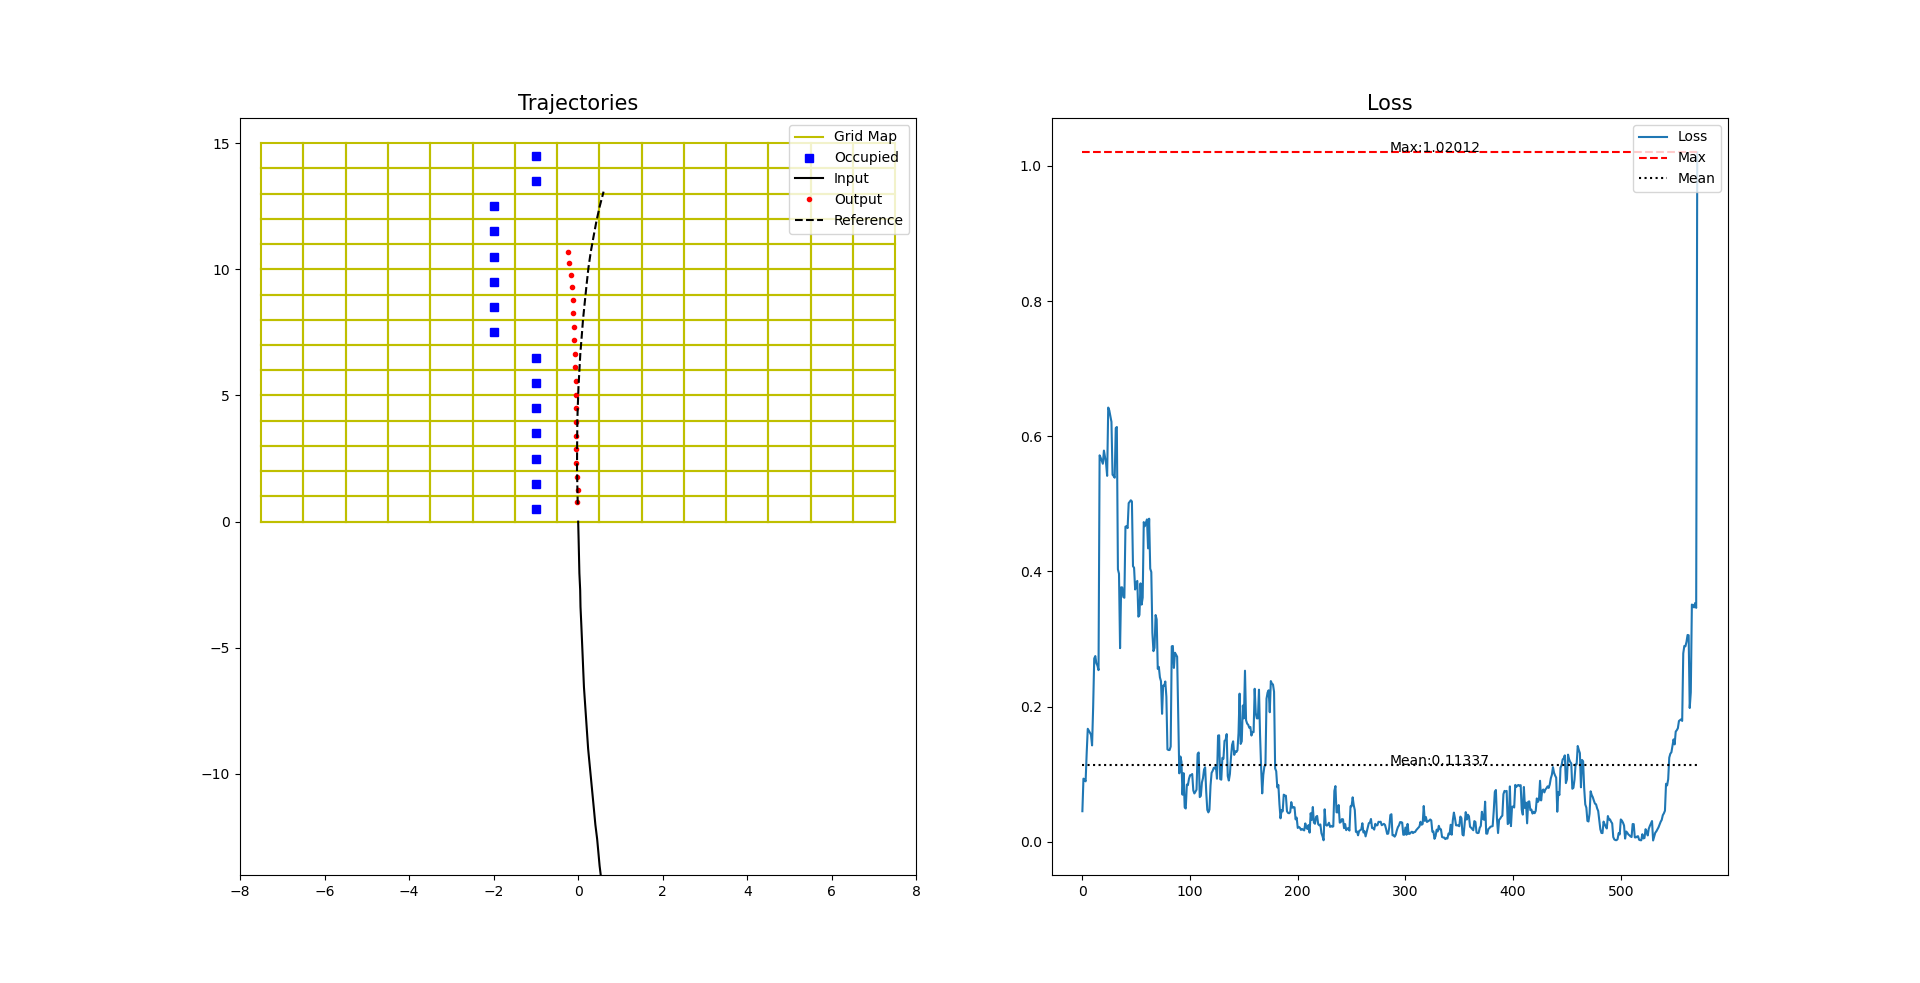 Trajectories
15
10
5
0
−5
−10
−8
−6
−4
−2
0
2
4
6
8
Grid Map
Occupied
Input
Output
Reference
Loss
1.0
0.8
0.6
0.4
0.2
0.0
0
100
200
300
400
500
Max:1.02012
Mean:0.11337
Loss
Max
Mean